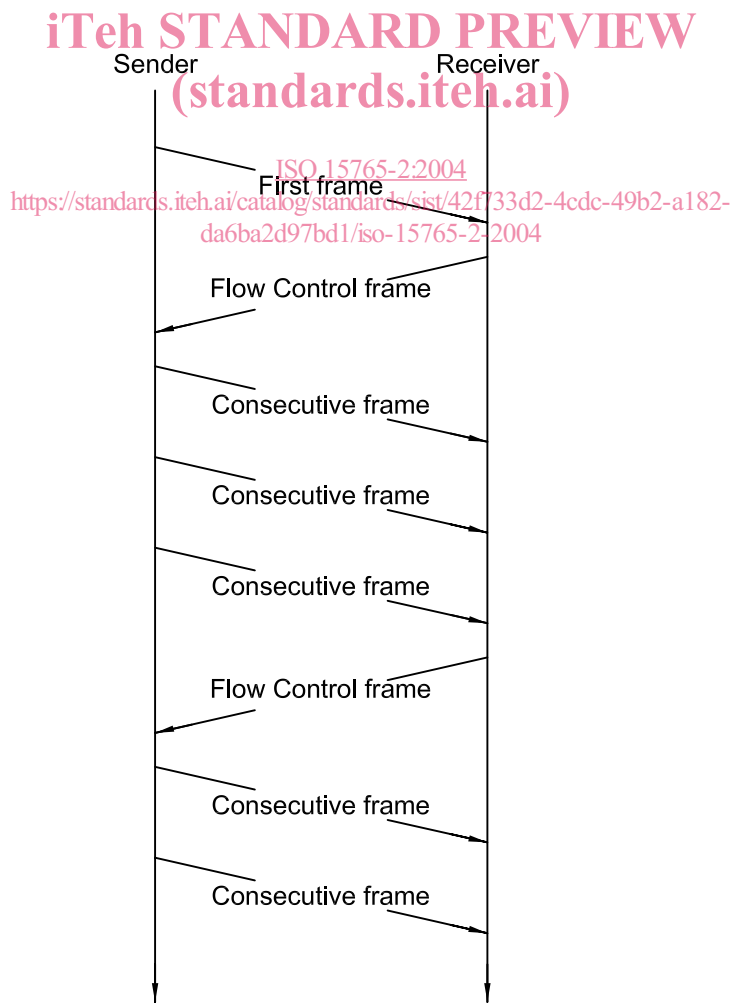 iTeh STANDARD PREVIEW
Sender
Receiver
(standards.iteh.ai)
ISO 15765-2:2004
First frame
https://standards.iteh.ai/catalog/standards/sist/42f733d2-4cdc-49b2-a182-
da6ba2d97bd1/iso-15765-2-2004
Flow Control frame
Consecutive frame
Consecutive frame
Consecutive frame
Flow Control frame
Consecutive frame
Consecutive frame